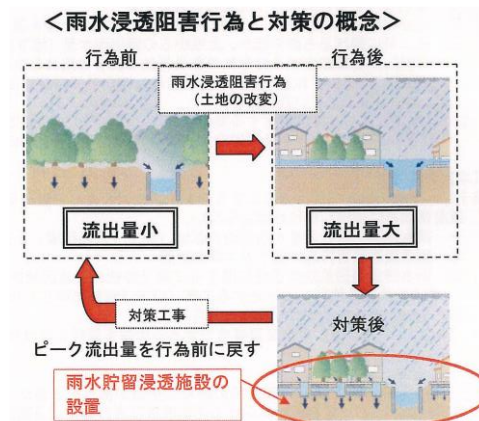 ＜雨水浸透阻害行為と対策の概念＞
行為前
行為後
雨水浸透阻害行為
（土地の改変）
流出量小
流出量大
対策工事
対策後
ピーク流出量を行為前に戻す
雨水貯留浸透施設の
設置